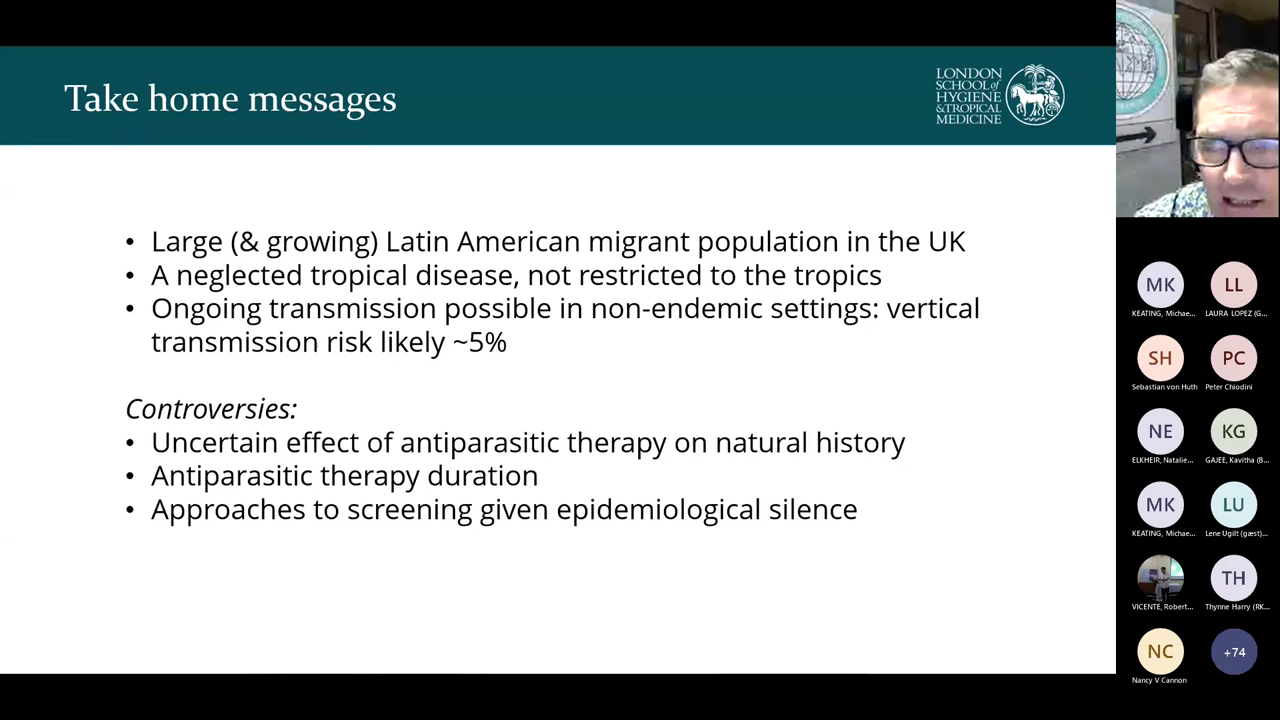 Take home messages
LONDON
SCHOOL of
HYGIENE
& TROPICAL
MEDICINE
• Large (& growing) Latin American migrant population in the UK
• A neglected tropical disease, not restricted to the tropics
• Ongoing transmission possible in non-endemic settings: vertical
transmission risk likely ~5%
Controversies:
• Uncertain effect of antiparasitic therapy on natural history
• Antiparasitic therapy duration
• Approaches to screening given epidemiological silence
MK
KEATING, Michae...
LL
LAURA LOPEZ (G...
SH
Sebastian von Huth
PC
Peter Chiodini
NE
ELKHEIR, Natalie...
KG
GAJEE, Kavitha (B...
MK
KEATING, Michae...
LU
Lene Ugilt (gæst)...
VICENTE, Robert...
TH
Thynne Harry (RK...
NC
Nancy V Cannon
+74